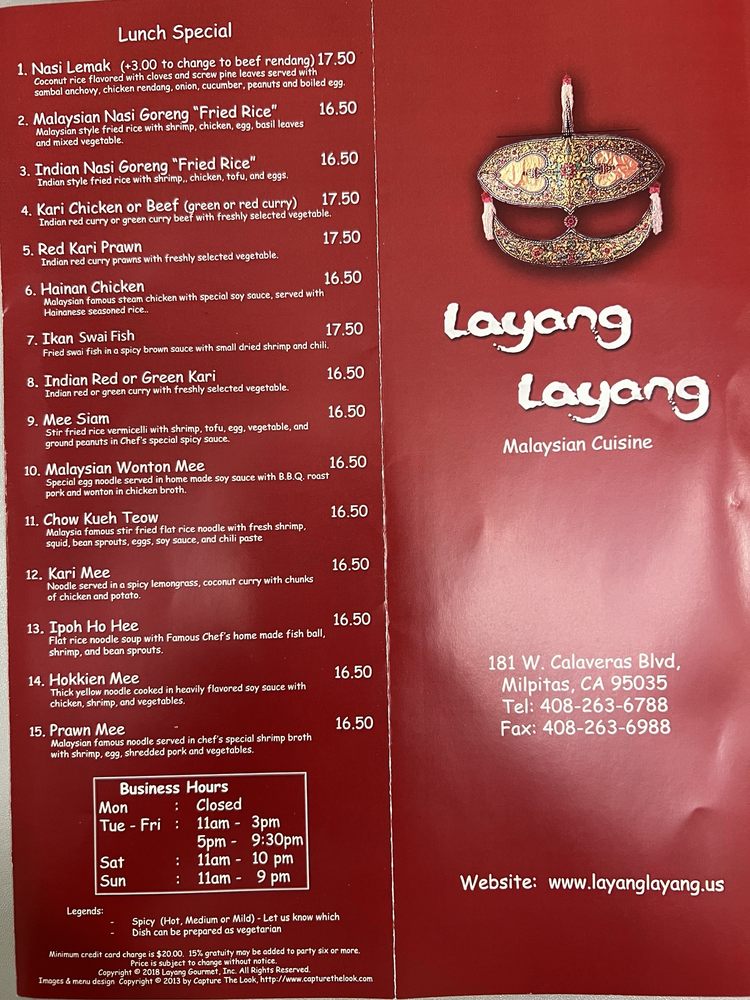 Lunch Special
1. Nasi Lemak (+3.00 to change to beef rendang) 17.50
Coconut rice flavored with cloves and screw pine leaves served with
sambal anchovy, chicken rendang, onion, cucumber, peanuts and boiled egg.
2. Malaysian Nasi Goreng "Fried Rice" 16.50
Malaysian style fried rice with shrimp, chicken, egg, basil leaves
and mixed vegetable.
3. Indian Nasi Goreng "Fried Rice" 16.50
Indian style fried rice with shrimp,, chicken, tofu, and eggs.
4. Kari Chicken or Beef (green or red curry) 17.50
Indian red curry or green curry beef with freshly selected vegetable.
5. Red Kari Prawn 17.50
Indian red curry prawns with freshly selected vegetable.
6. Hainan Chicken 16.50
Malaysian famous steam chicken with special soy sauce, served with
Hainanese seasoned rice..
7. Ikan Swai Fish 17.50
Fried swai fish in a spicy brown sauce with small dried shrimp and chili.
8. Indian Red or Green Kari 16.50
Indian red or green curry with freshly selected vegetable.
9. Mee Siam 16.50
Stir fried rice vermicelli with shrimp, tofu, egg, vegetable, and
ground peanuts in Chef's special spicy sauce.
10. Malaysian Wonton Mee 16.50
Special egg noodle served in home made soy sauce with B.B.Q. roast
pork and wonton in chicken broth.
11. Chow Kueh Teow 16.50
Malaysia famous stir fried flat rice noodle with fresh shrimp,
squid, bean sprouts, eggs, soy sauce, and chili paste
12. Kari Mee 16.50
Noodle served in a spicy lemongrass, coconut curry with chunks
of chicken and potato.
13. Ipoh Ho Hee 16.50
Flat rice noodle soup with Famous Chef's home made fish ball,
shrimp, and bean sprouts.
14. Hokkien Mee 16.50
Thick yellow noodle cooked in heavily flavored soy sauce with
chicken, shrimp, and vegetables.
15. Prawn Mee - 16.50
Malaysian famous noodle served in chef's special shrimp broth
with shrimp, egg, shredded pork and vegetables.
Business Hours
Mon : Closed
Tue - Fri : 11am - 3pm
5pm - 9:30pm
Sat : 11am - 10 pm
Sun : 11am - 9 pm
Legends:
- Spicy (Hot, Medium or Mild) - Let us know which
- Dish can be prepared as vegetarian
Minimum credit card charge is $20.00. 15% gratuity may be added to party six or more.
Price is subject to change without notice.
Copyright © 2018 Layang Gourmet, Inc. All Rights Reserved.
Images & menu design Copyright © 2013 by Capture The Look, http://www.capturethelook.com
Layang
Layang
Malaysian Cuisine
181 W. Calaveras Blvd,
Milpitas, CA 95035
Tel: 408-263-6788
Fax: 408-263-6988
Website: www.layanglayang.us